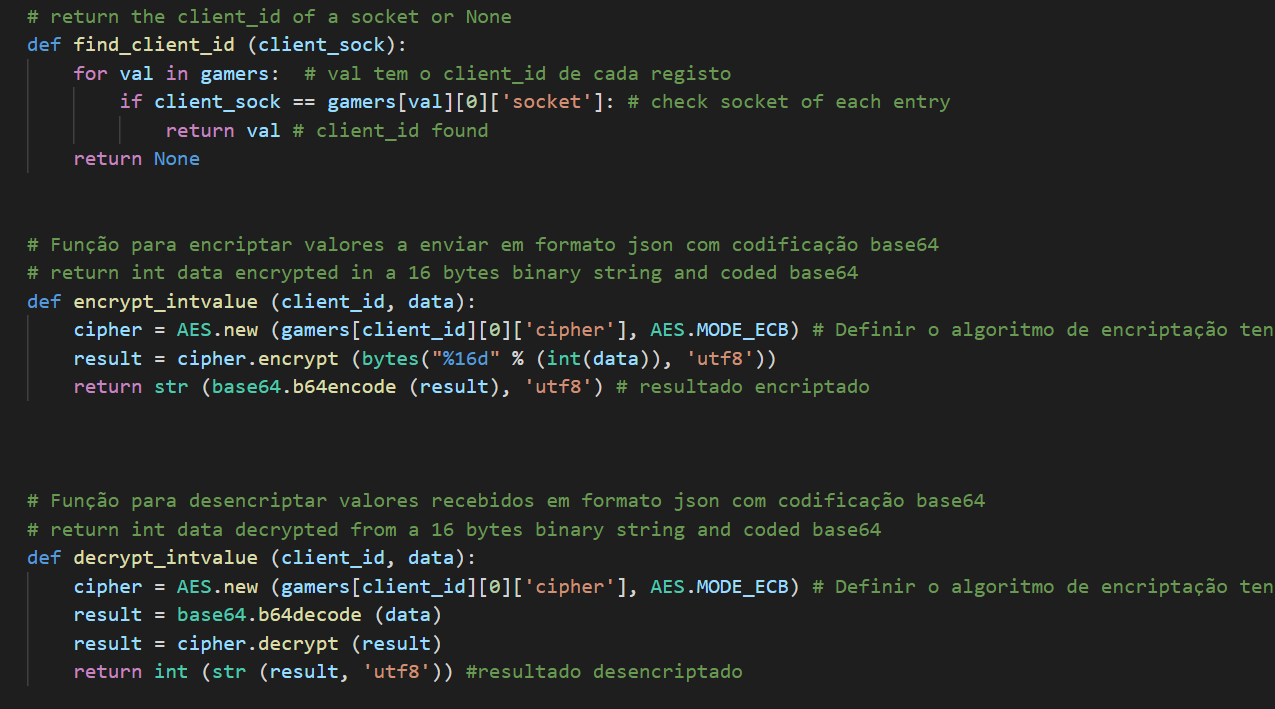 # return the client_id of a socket or None
def find_client_id (client_sock):
    for val in gamers:  # val tem o client_id de cada registo
        if client_sock == gamers[val][0]['socket']: # check socket of each entry
            return val # client_id found
    return None
# Função para encriptar valores a enviar em formato json com codificação base64
# return int data encrypted in a 16 bytes binary string and coded base64
def encrypt_intvalue (client_id, data):
    cipher = AES.new (gamers[client_id][0]['cipher'], AES.MODE_ECB) # Definir o algoritmo de encriptação ten
    result = cipher.encrypt (bytes("%16d" % (int(data)), 'utf8'))
    return str (base64.b64encode (result), 'utf8') # resultado encriptado
# Função para desencriptar valores recebidos em formato json com codificação base64
# return int data decrypted from a 16 bytes binary string and coded base64
def decrypt_intvalue (client_id, data):
    cipher = AES.new (gamers[client_id][0]['cipher'], AES.MODE_ECB) # Definir o algoritmo de encriptação ten
    result = base64.b64decode (data)
    result = cipher.decrypt (result)
    return int (str (result, 'utf8')) #resultado desencriptado